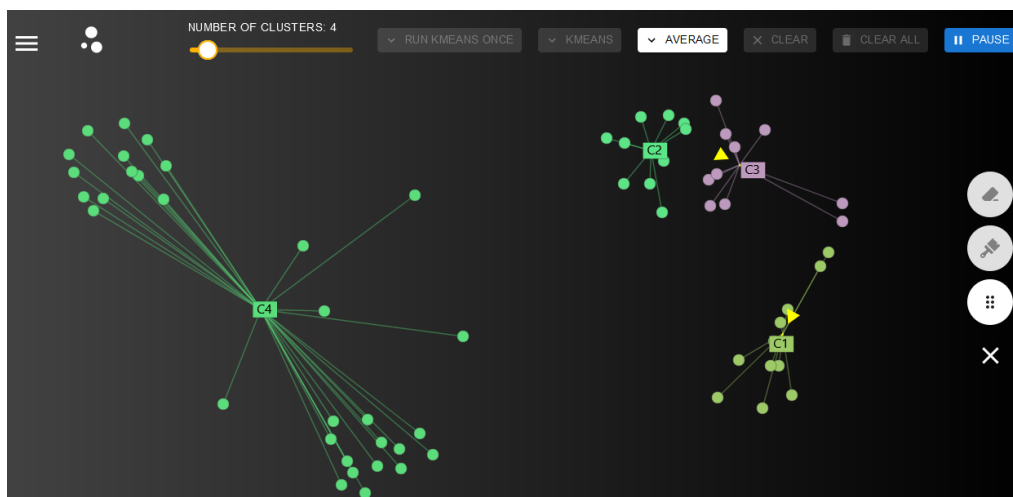 NUMBER OF CLUSTERS: 4
RUN KMEANS ONCE
KMEANS
AVERAGE
CLEAR
CLEAR ALL
PAUSE
C2
C3
C4
C1